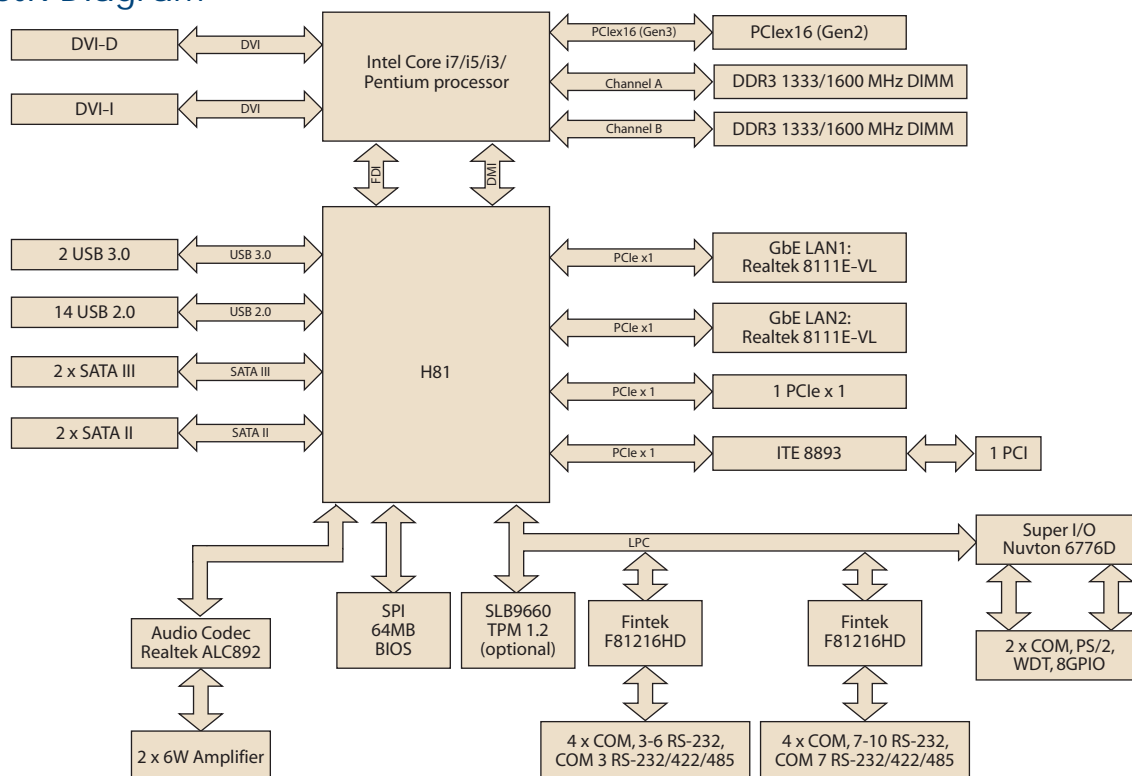 Diagram
DVI-D
DVI
Intel Core i7/i5/i3/
Pentium processor
PCIex16 (Gen3)
PCIex16 (Gen2)
Channel A
DDR3 1333/1600 MHz DIMM
DVI-I
DVI
Channel B
DDR3 1333/1600 MHz DIMM
FDI
DMI
2 USB 3.0
USB 3.0
14 USB 2.0
USB 2.0
2 x SATA III
SATA III
2 x SATA II
SATA II
H81
PCIe x1
GbE LAN1:
Realtek 8111E-VL
PCIe x1
GbE LAN2:
Realtek 8111E-VL
PCIe x 1
1 PCIe x 1
PCIe x 1
ITE 8893
1 PCI
LPC
Super I/O
Nuvton 6776D
Audio Codec
Realtek ALC892
SPI
64MB
BIOS
SLB9660
TPM 1.2
(optional)
Fintek
F81216HD
Fintek
F81216HD
2 x COM, PS/2,
WDT, 8GPIO
2 x 6W Amplifier
4 x COM, 3-6 RS-232,
COM 3 RS-232/422/485
4 x COM, 7-10 RS-232,
COM 7 RS-232/422/485